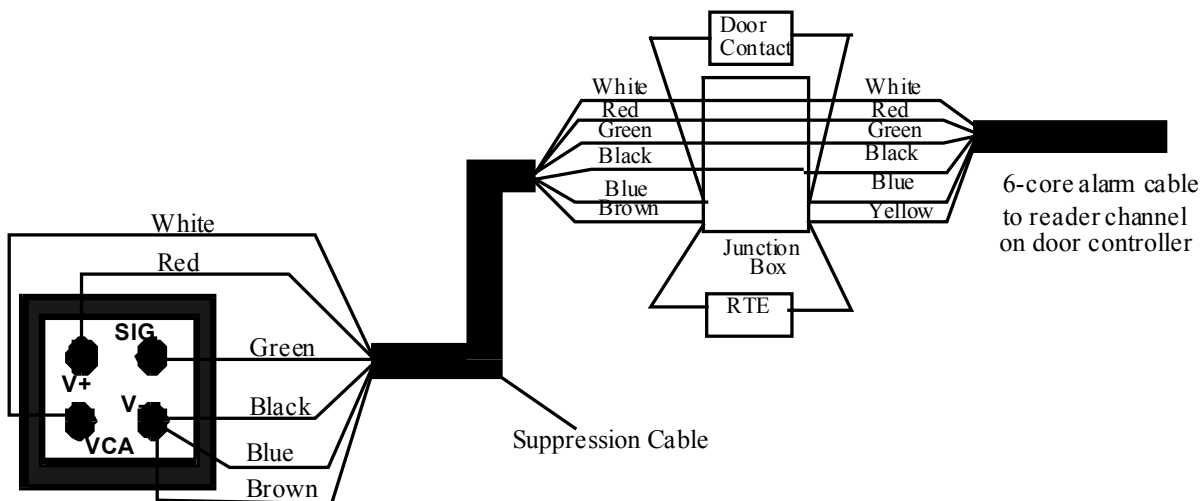 Door
Contact
White
Red
Green
Black
Blue
Brown
White
Red
Green
Black
Blue
Yellow
Junction
Box
RTE
6-core alarm cable
to reader channel
on door controller
White
Red
Green
Black
Blue
Brown
SIG
V+
V-
VCA
Suppression Cable